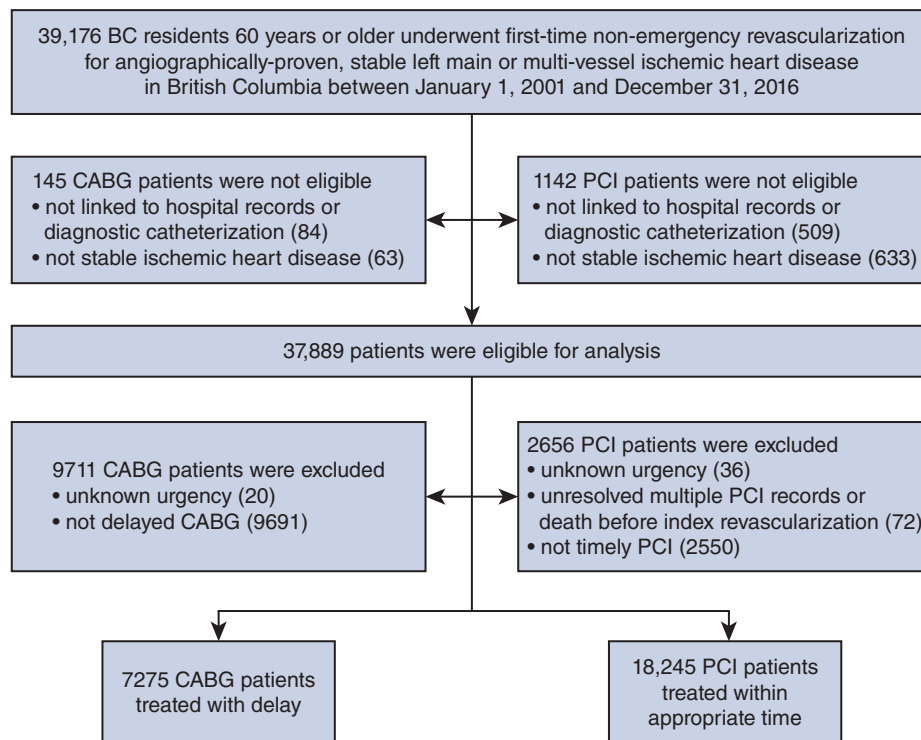 39,176 BC residents 60 years or older underwent first-time non-emergency revascularization
for angiographically-proven, stable left main or multi-vessel ischemic heart disease
in British Columbia between January 1, 2001 and December 31, 2016
145 CABG patients were not eligible
• not linked to hospital records or
diagnostic catheterization (84)
• not stable ischemic heart disease (63)
1142 PCI patients were not eligible
• not linked to hospital records or
diagnostic catheterization (509)
• not stable ischemic heart disease (633)
37,889 patients were eligible for analysis
9711 CABG patients were excluded
• unknown urgency (20)
• not delayed CABG (9691)
2656 PCI patients were excluded
• unknown urgency (36)
• unresolved multiple PCI records or
death before index revascularization (72)
• not timely PCI (2550)
7275 CABG patients
treated with delay
18,245 PCI patients
treated within
appropriate time